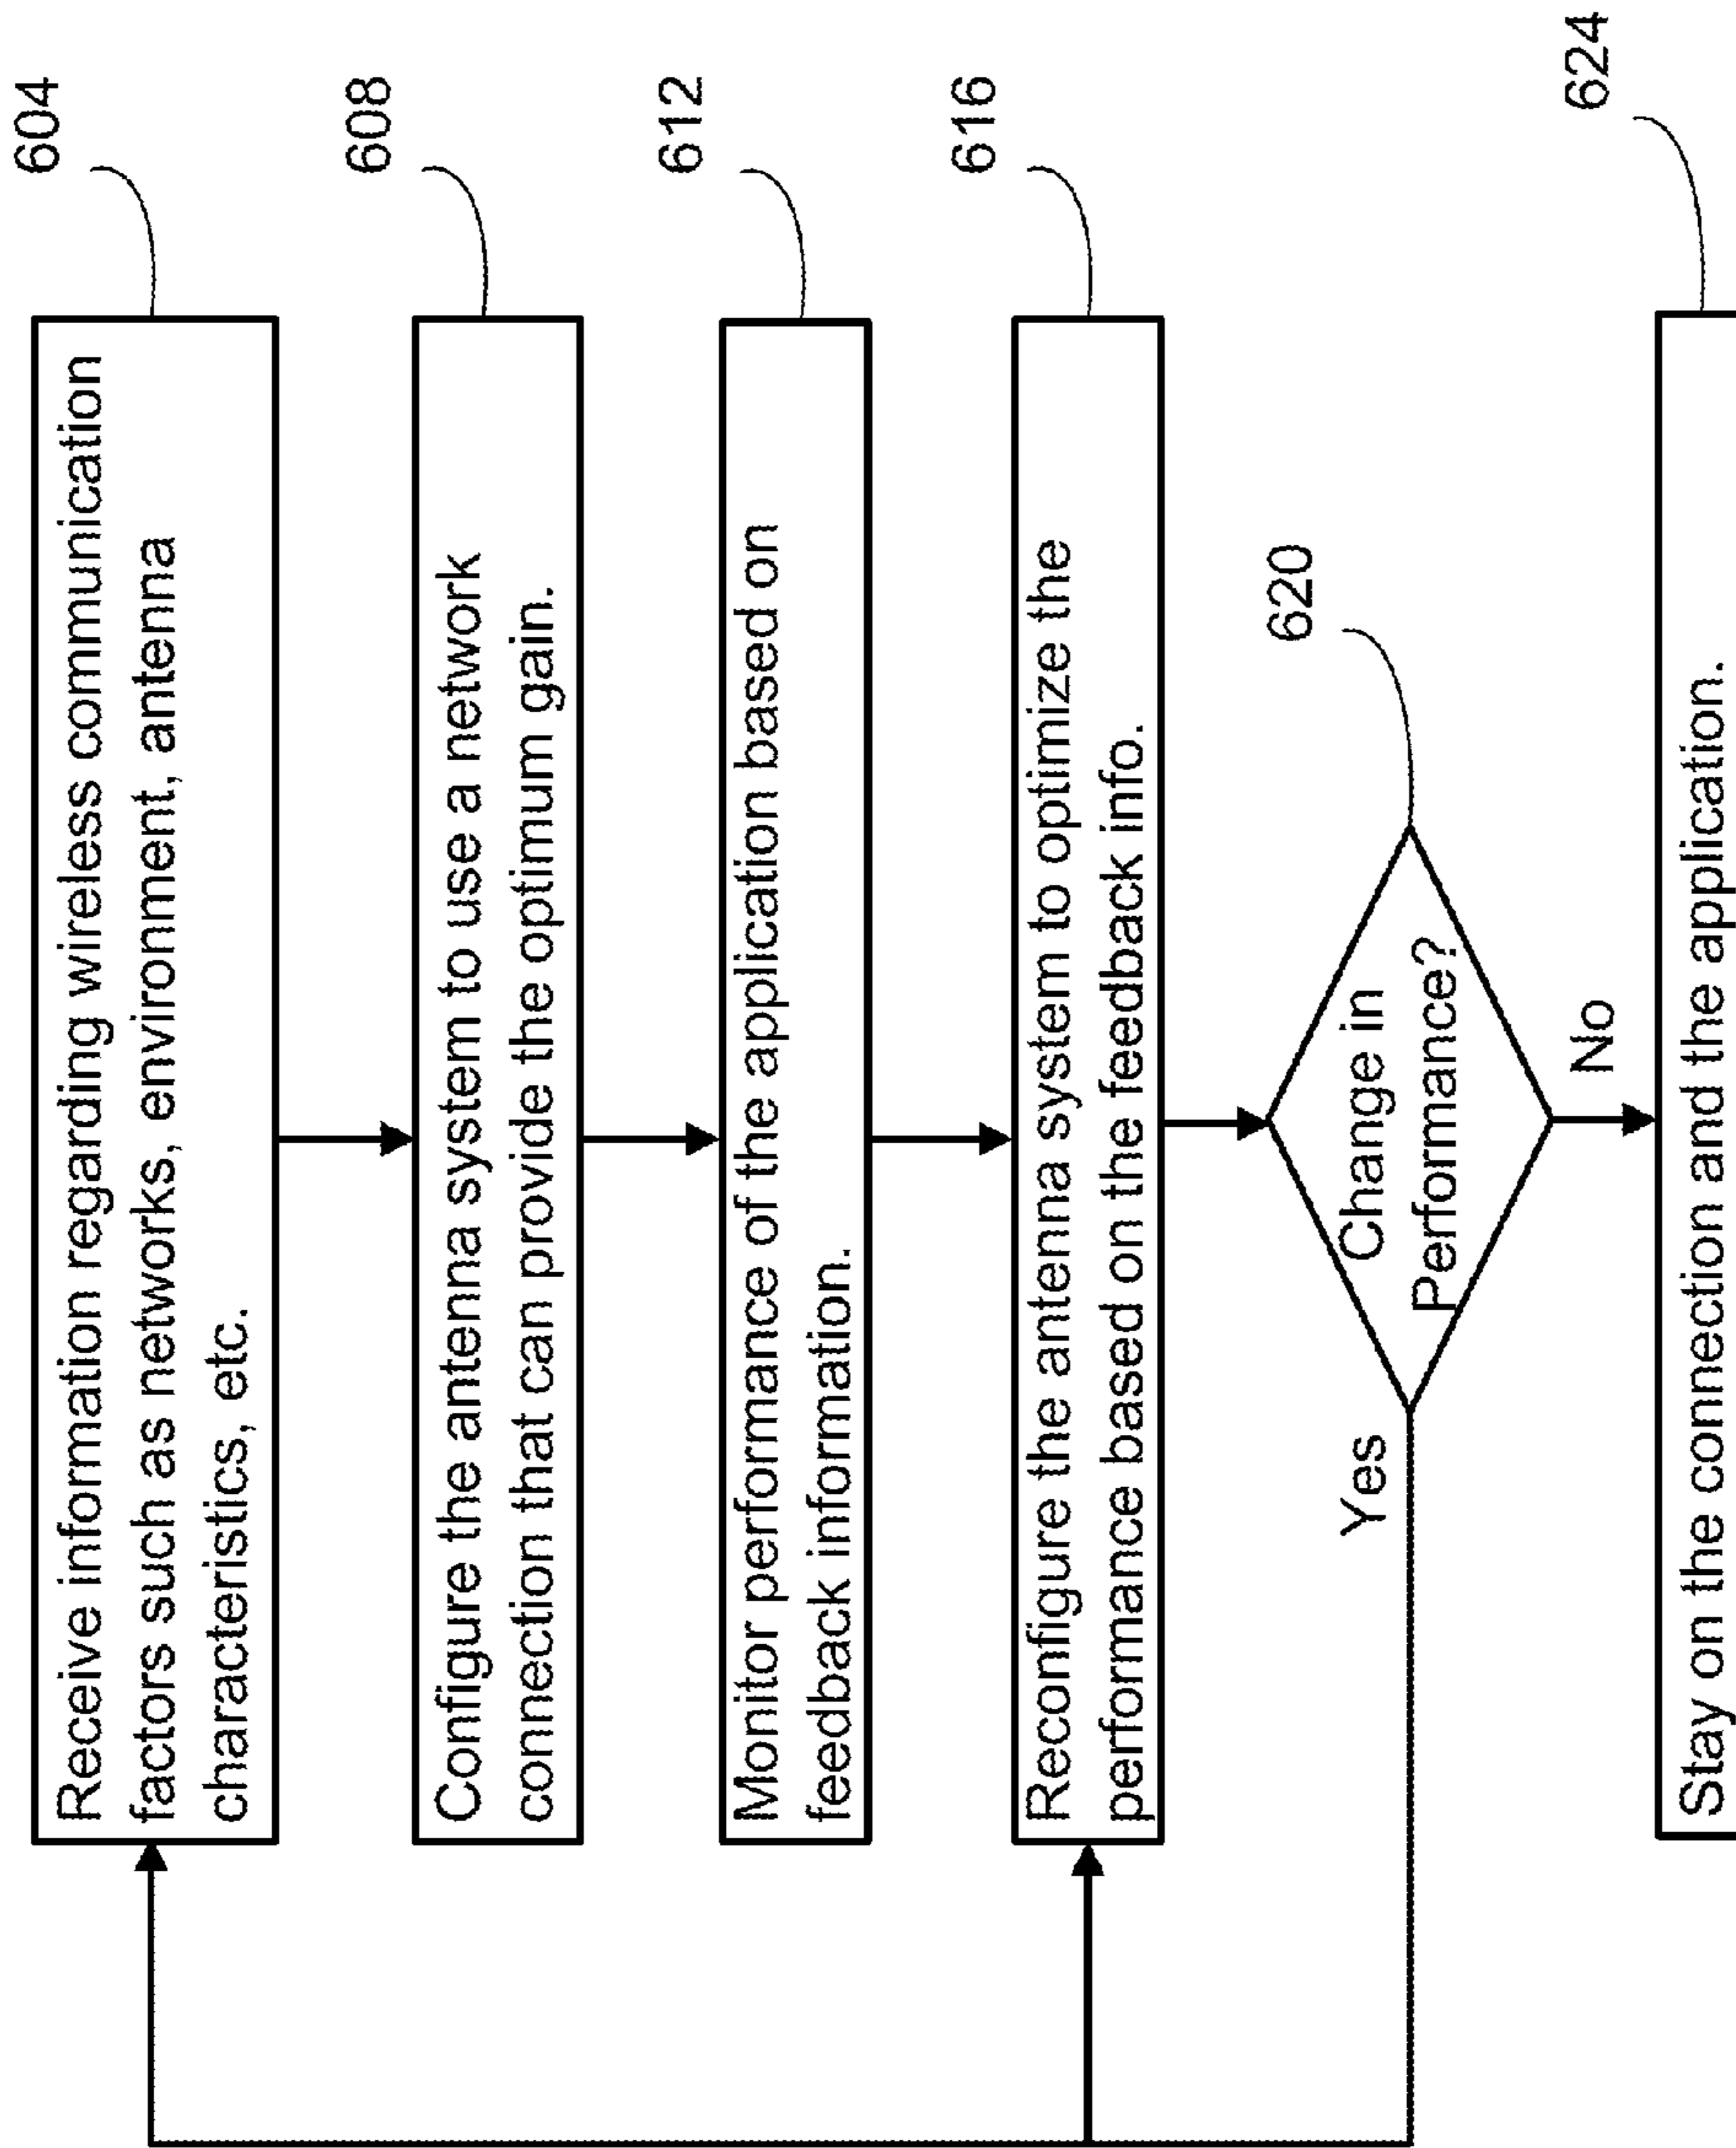 604
Receive information regarding wireless communication
factors such as networks, environment, antenna
characteristics, etc.
608
Configure the antenna system to use a network
connection that can provide the optimum gain.
612
Monitor performance of the application based on
feedback information.
616
Reconfigure the antenna system to optimize the
performance based on the feedback info.
620
Change in
Performance?
Yes
No
624
Stay on the connection and the application.